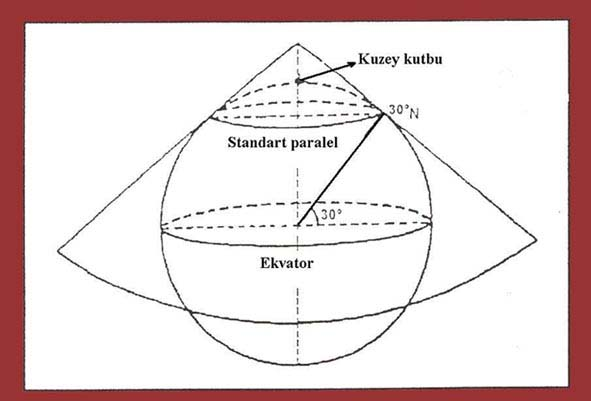 Kuzey kutbu
30°N
Standart paralel
30°
Ekvator